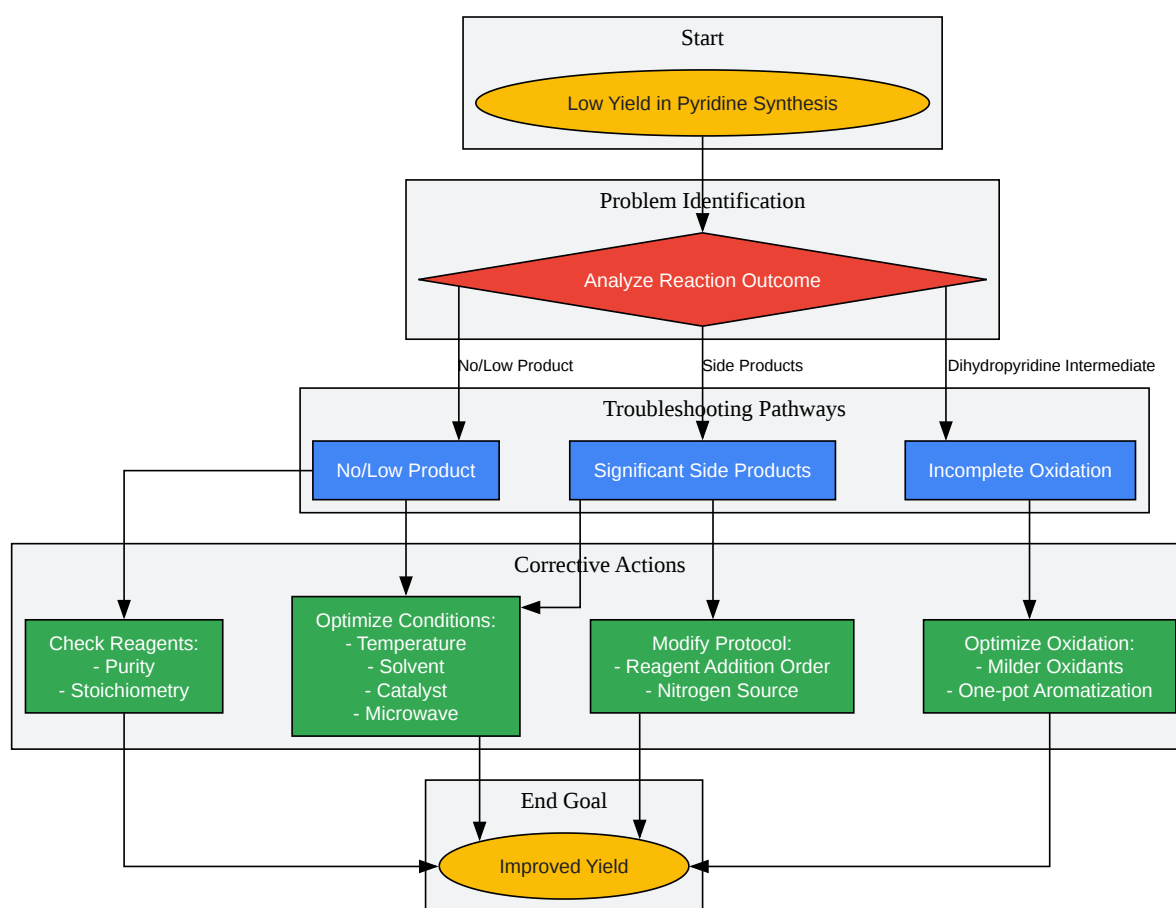 Start
Low Yield in Pyridine Synthesis
Problem Identification
Analyze Reaction Outcome
No/Low Product
Side Products
Dihydropyridine Intermediate
Troubleshooting Pathways
No/Low Product
Significant Side Products
Incomplete Oxidation
Corrective Actions
Check Reagents:
- Purity
- Stoichiometry
Optimize Conditions:
- Temperature
- Solvent
- Catalyst
- Microwave
Modify Protocol:
- Reagent Addition Order
- Nitrogen Source
Optimize Oxidation:
- Milder Oxidants
- One-pot Aromatization
End Goal
Improved Yield